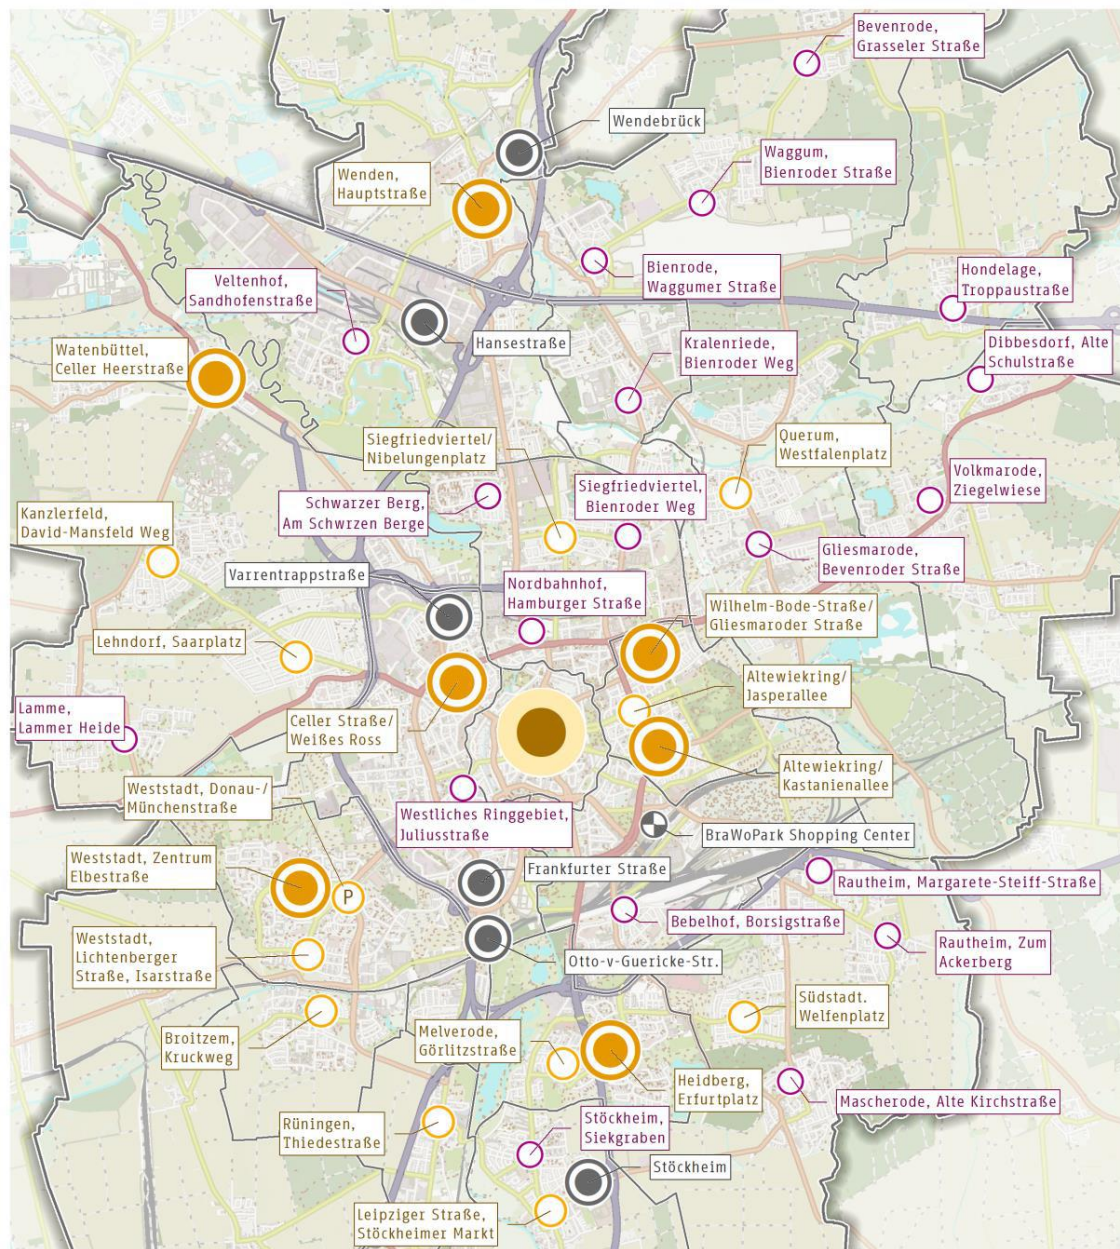 Bevenrode,
Grasseler Straße
Wendebrück
Waggum,
Bienroder Straße
Wenden,
Hauptstraße
Bienrode,
Waggumer Straße
Veltenhof,
Sandhofenstraße
Hondelage,
Troppaustraße
Hansestraße
Watenbüttel,
Celler Heerstraße
Kralenriede,
Bienroder Weg
Dibbesdorf, Alte
Schulstraße
Siegfriedviertel/
Nibelungenplatz
Querum,
Westfalenplatz
Schwarzer Berg,
Am Schwrzen Berge
Siegfriedviertel,
Bienroder Weg
Volkmarode,
Ziegelwiese
Kanzlerfeld,
David-Mansfeld Weg
Gliesmarode,
Bevenroder Straße
Varrentrappstraße
Nordbahnhof,
Hamburger Straße
Wilhelm-Bode-Straße/
Gliesmaroder Straße
Lehndorf, Saarplatz
Altewiekring/
Jasperallee
Lamme,
Lammer Heide
Celler Straße/
Weißes Ross
Altewiekring/
Kastanienallee
Weststadt, Donau-/
Münchenstraße
Westliches Ringgebiet,
Juliusstraße
BraWoPark Shopping Center
Weststadt, Zentrum
Elbestraße
P
Frankfurter Straße
Rautheim, Margarete-Steiff-Straße
Bebelhof, Borsigstraße
Weststadt,
Lichtenberger
Straße, Isarstraße
Otto-v-Guericke-Str.
Rautheim, Zum
Ackerberg
Broitzem,
Kruckweg
Melverode,
Görlitzstraße
Südstadt.
Welfenplatz
Heidberg,
Erfurtplatz
Mascherode, Alte Kirchstraße
Rüningen,
Thiedestraße
Stöckheim,
Siekgraben
Stöckheim
Leipziger Straße,
Stöckheimer Markt